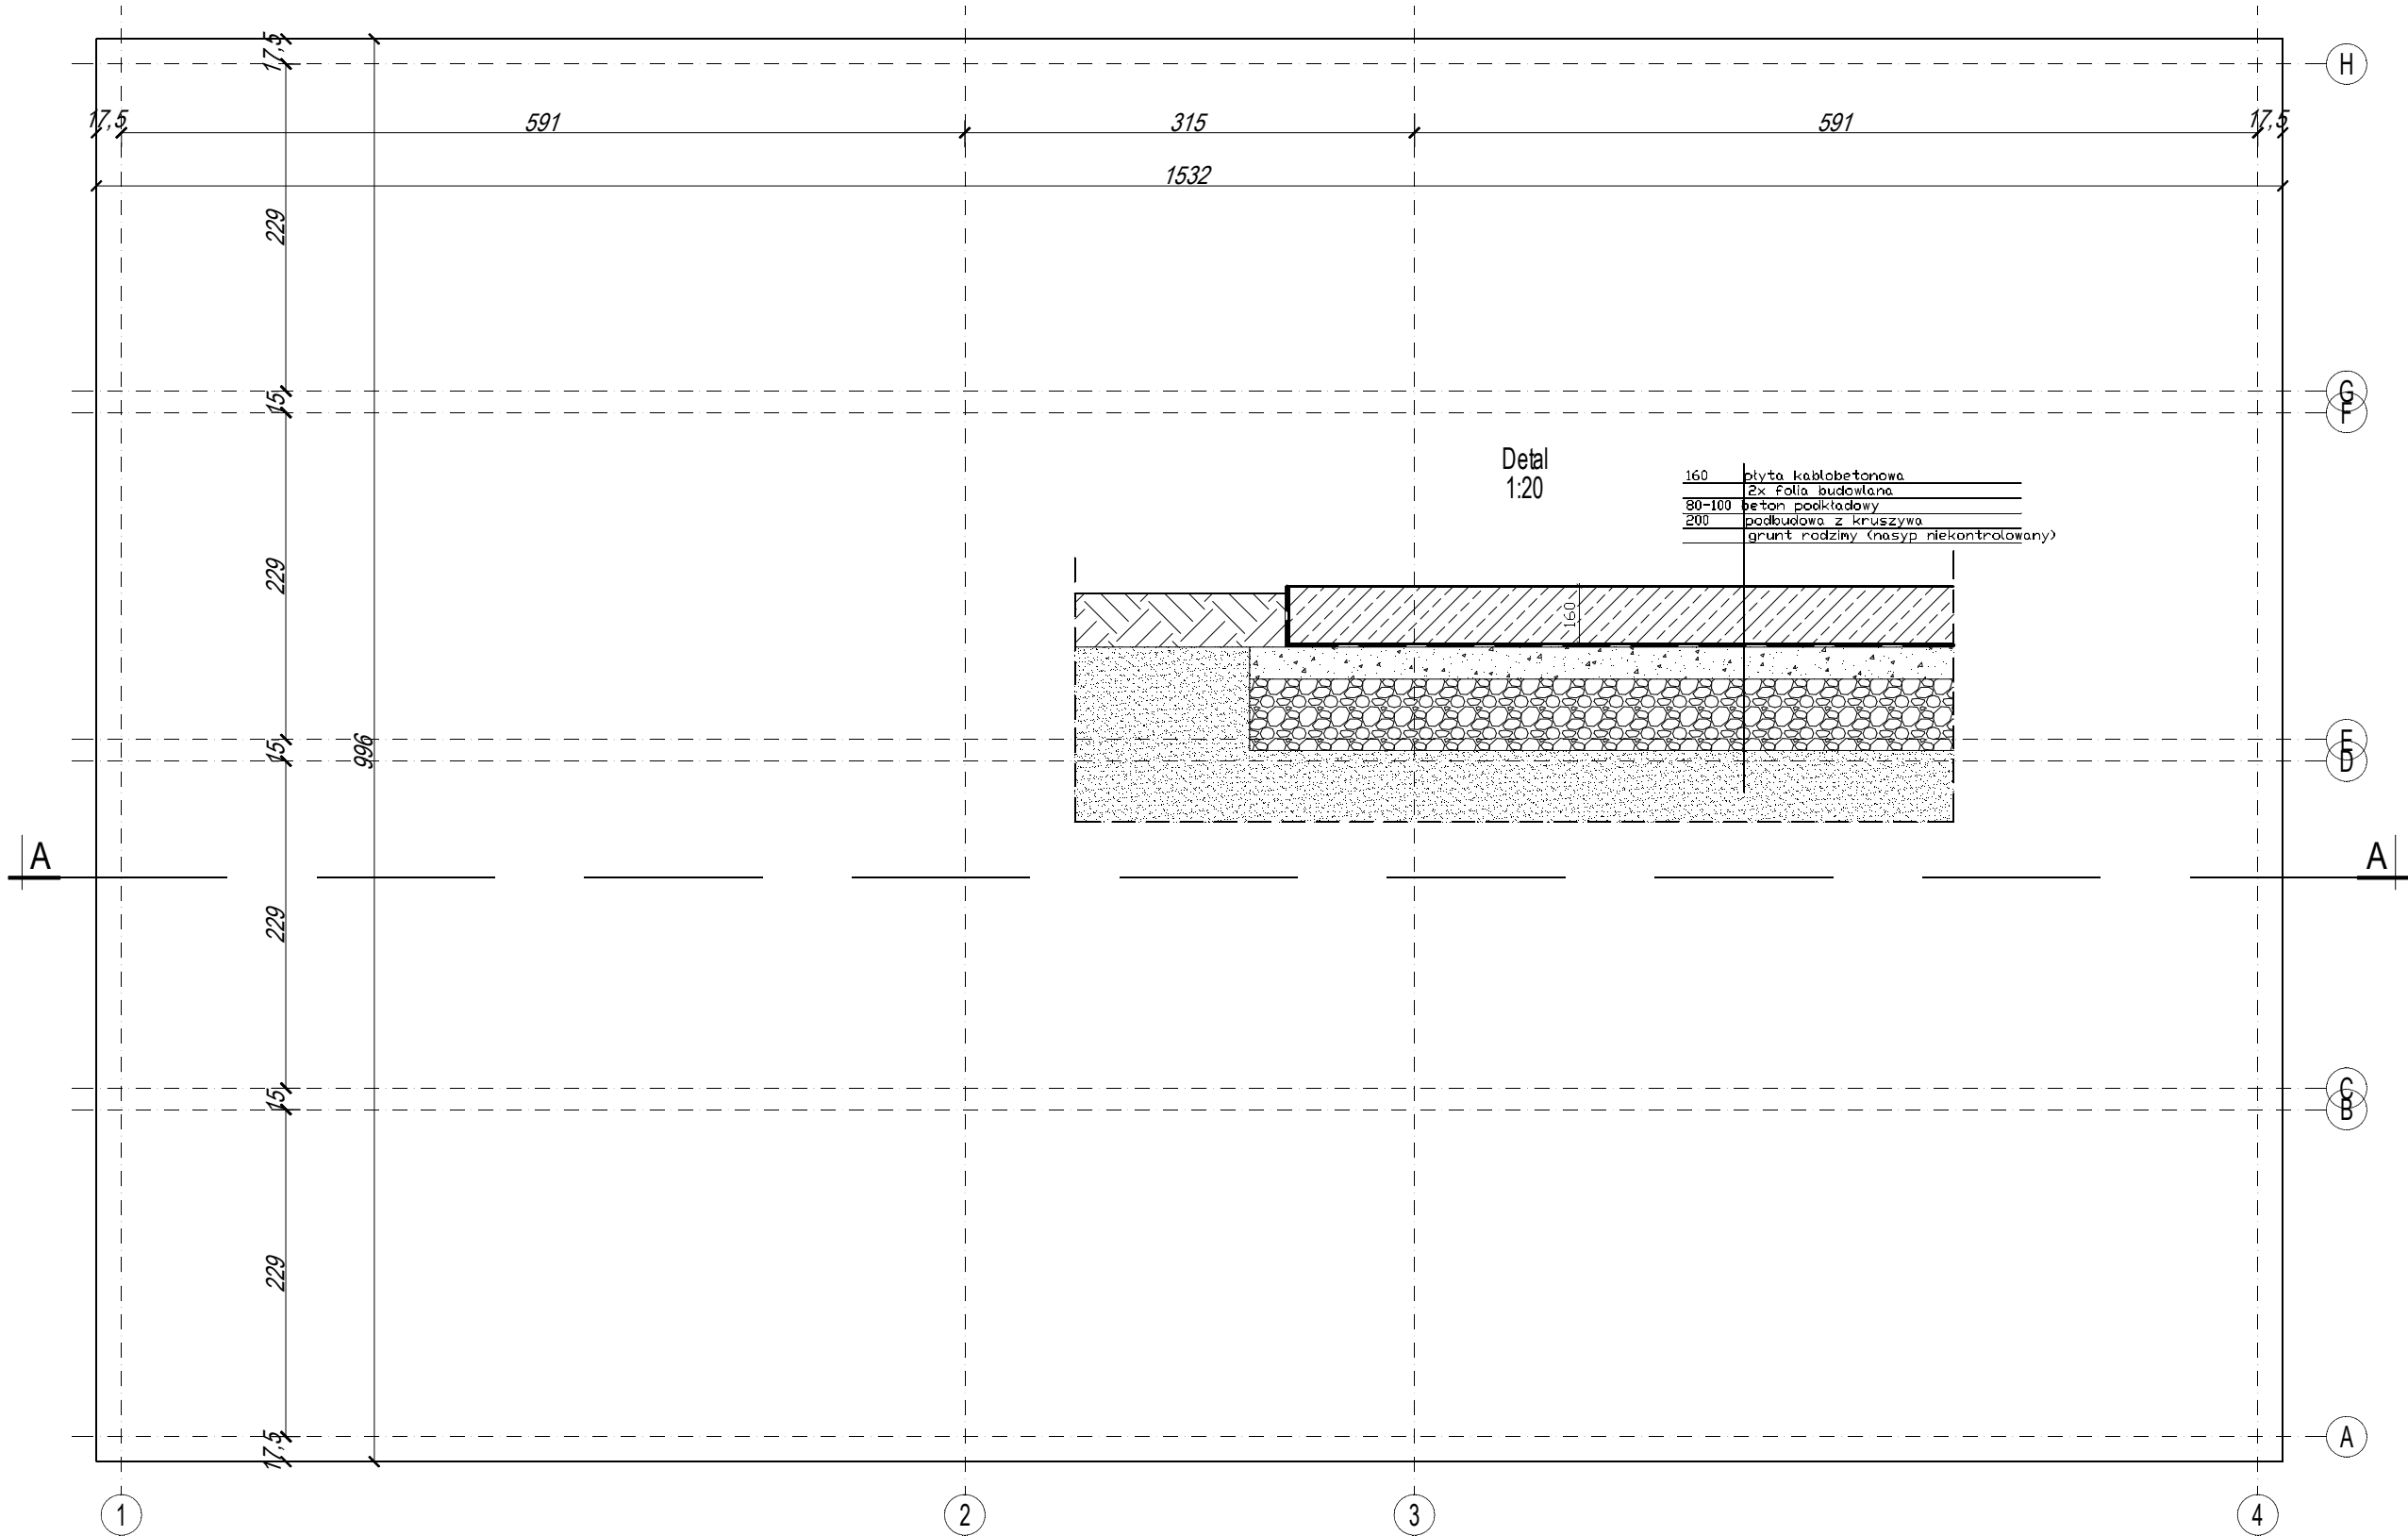 17,5
H
17,5
591
315
591
17,5
1532
229
G
15
F
Detal
1:20
160 płyta kablobetonowa
2x folia budowlana
80-100 beton podkładowy
200 podbudowa z kruszywa
grunt rodzimy (nasyp niekontrolowany)
229
160
E
15
996
D
A
A
229
C
15
B
229
17,5
A
1
2
3
4